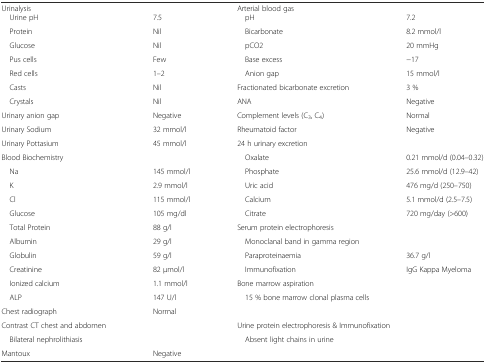 Urinalysis Arterial blood gas
Urine pH 7.5 pH 7.2
Protein Nil Bicarbonate 8.2 mmol/l
Glucose Nil pCO2 20 mmHg
Pus cells Few Base excess −17
Red cells 1–2 Anion gap 15 mmol/l
Casts Nil Fractionated bicarbonate excretion 3 %
Crystals Nil ANA Negative
Urinary anion gap Negative Complement levels (C3, C4) Normal
Urinary Sodium 32 mmol/l Rheumatoid factor Negative
Urinary Pottasium 45 mmol/l 24 h urinary excretion
Blood Biochemistry Oxalate 0.21 mmol/d (0.04–0.32)
Na 145 mmol/l Phosphate 25.6 mmol/d (12.9–42)
K 2.9 mmol/l Uric acid 476 mg/d (250–750)
Cl 115 mmol/l Calcium 5.1 mmol/d (2.5–7.5)
Glucose 105 mg/dl Citrate 720 mg/day (>600)
Total Protein 88 g/l Serum protein electrophoresis
Albumin 29 g/l Monoclanal band in gamma region
Globulin 59 g/l Paraproteinaemia 36.7 g/l
Creatinine 82 μmol/l Immunofixation IgG Kappa Myeloma
Ionized calcium 1.1 mmol/l Bone marrow aspiration
ALP 147 U/l 15 % bone marrow clonal plasma cells
Chest radiograph Normal
Contrast CT chest and abdomen Urine protein electrophoresis & Immunofixation
Bilateral nephrolithiasis Absent light chains in urine
Mantoux Negative